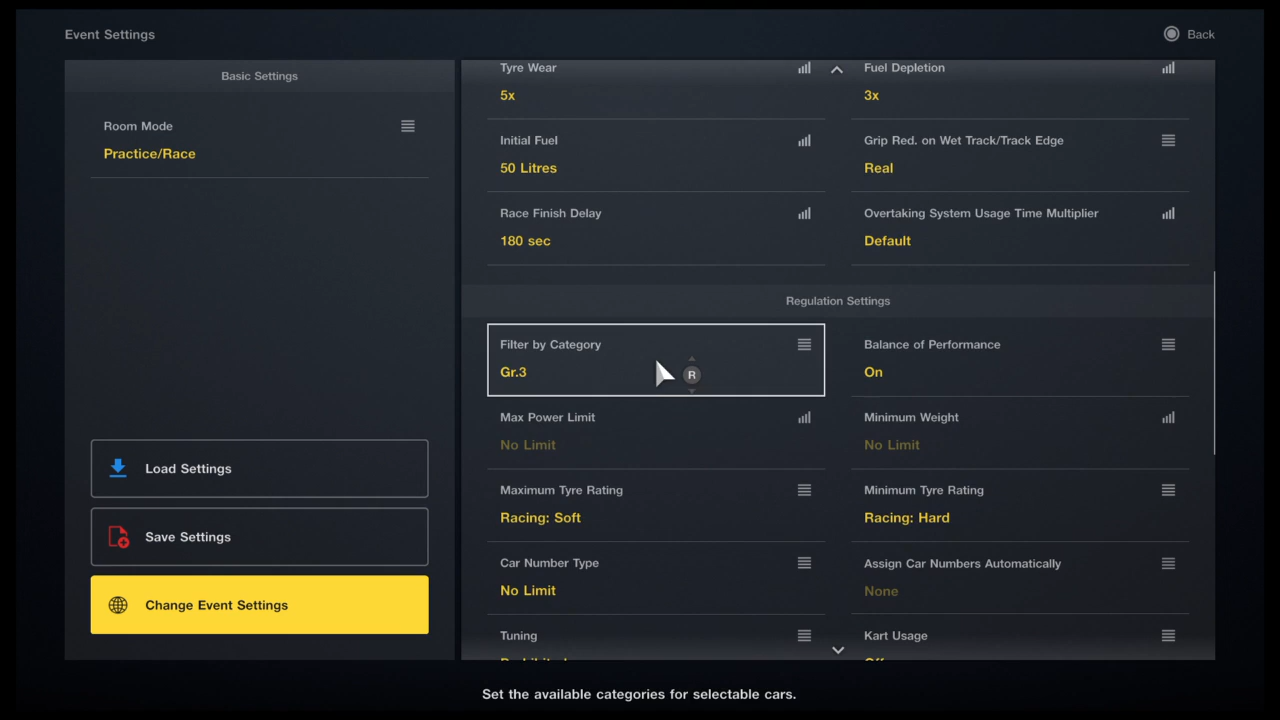 Event Settings
Back
Basic Settings
Room Mode
Practice/Race
Load Settings
Save Settings
Change Event Settings
Tyre Wear
5x
Fuel Depletion
3x
Initial Fuel
50 Litres
Grip Red. on Wet Track/Track Edge
Real
Race Finish Delay
180 sec
Overtaking System Usage Time Multiplier
Default
Regulation Settings
Filter by Category
Gr.3
R
Balance of Performance
On
Max Power Limit
No Limit
Minimum Weight
No Limit
Maximum Tyre Rating
Racing: Soft
Minimum Tyre Rating
Racing: Hard
Car Number Type
No Limit
Assign Car Numbers Automatically
None
Tuning
Kart Usage
Set the available categories for selectable cars.